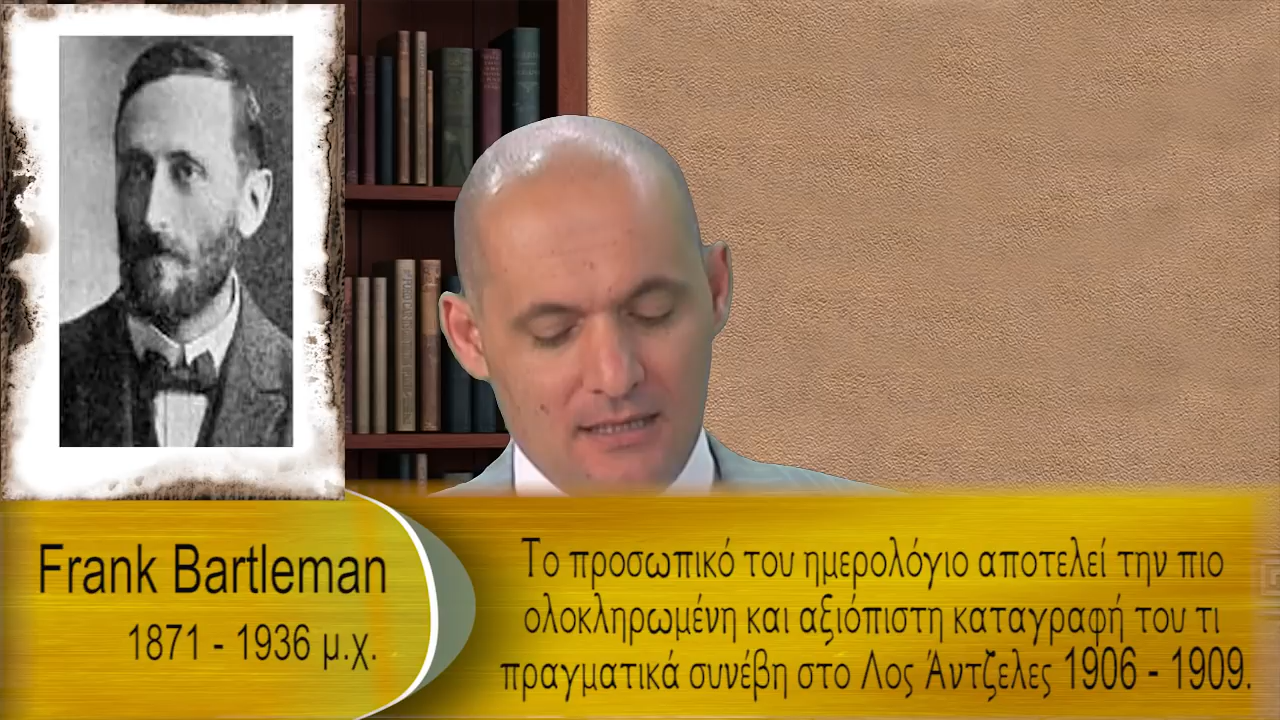 Frank Bartleman
1871 - 1936 μ.χ.
Το προσωπικό του ημερολόγιο αποτελεί την πιο
ολοκληρωμένη και αξιόπιστη καταγραφή του τι
πραγματικά συνέβη στο Λος Άντζελες 1906 - 1909.